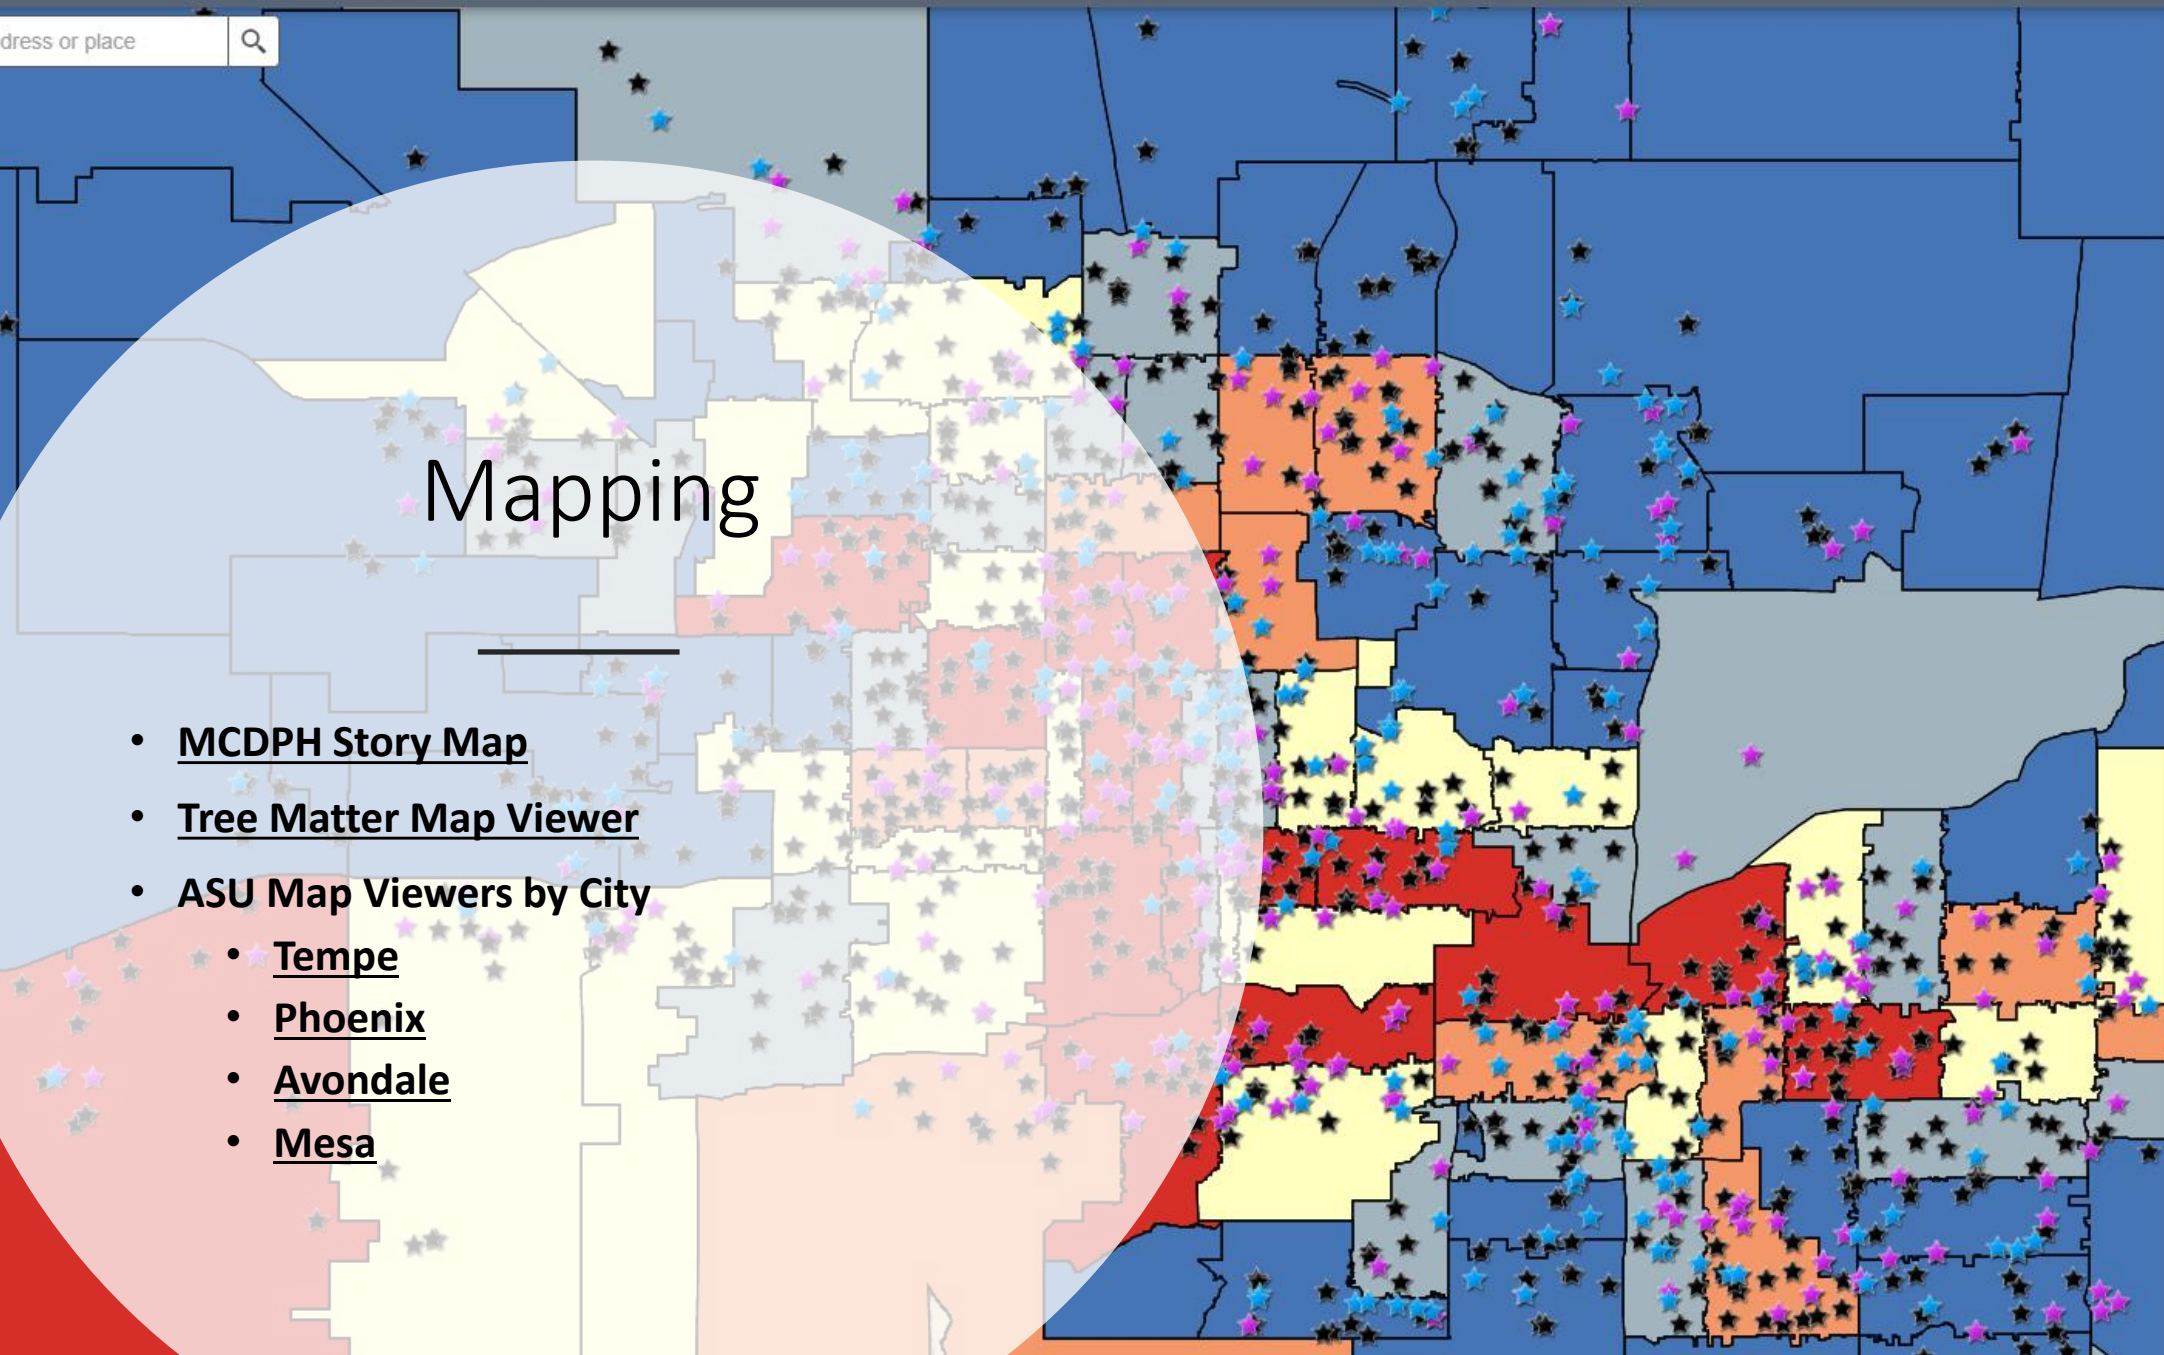 dress or place
Mapping
• MCDPH Story Map
• Tree Matter Map Viewer
• ASU Map Viewers by City
• Tempe
• Phoenix
• Avondale
• Mesa